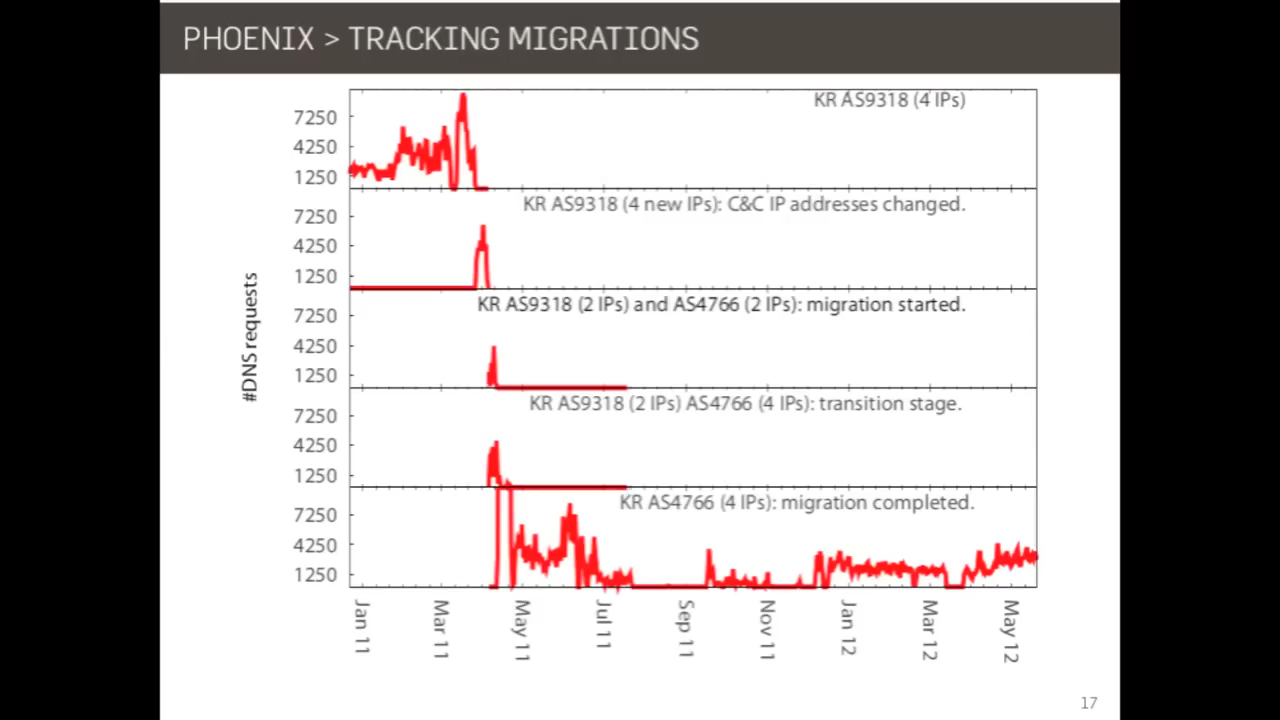 PHOENIX > TRACKING MIGRATIONS
#DNS requests
KR AS9318 (4 IPs)
7250
4250
1250
KR AS9318 (4 new IPs): C&C IP addresses changed.
7250
4250
1250
KR AS9318 (2 IPs) and AS4766 (2 IPs): migration started.
7250
4250
1250
KR AS9318 (2 IPs) AS4766 (4 IPs): transition stage.
7250
4250
1250
KR AS4766 (4 IPs): migration completed.
7250
4250
1250
Jan 11
Mar 11
May 11
Jul 11
Sep 11
Nov 11
Jan 12
Mar 12
May 12
17